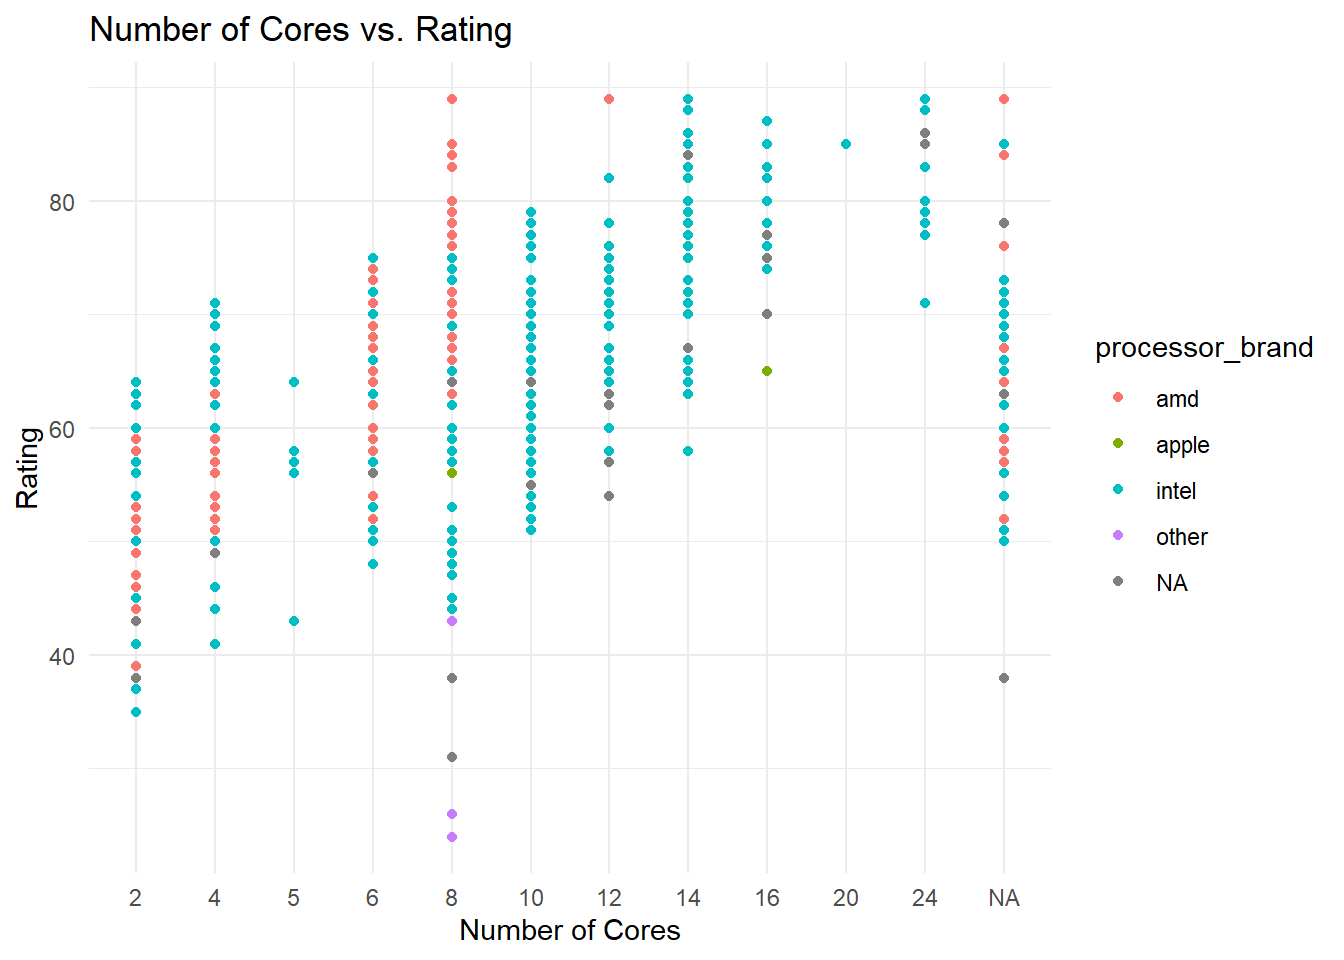 Number of Cores vs. Rating
80
60
40
Rating
2 4 5 6 8 10 12 14 16 20 24 NA
Number of Cores
processor_brand
amd
apple
intel
other
NA